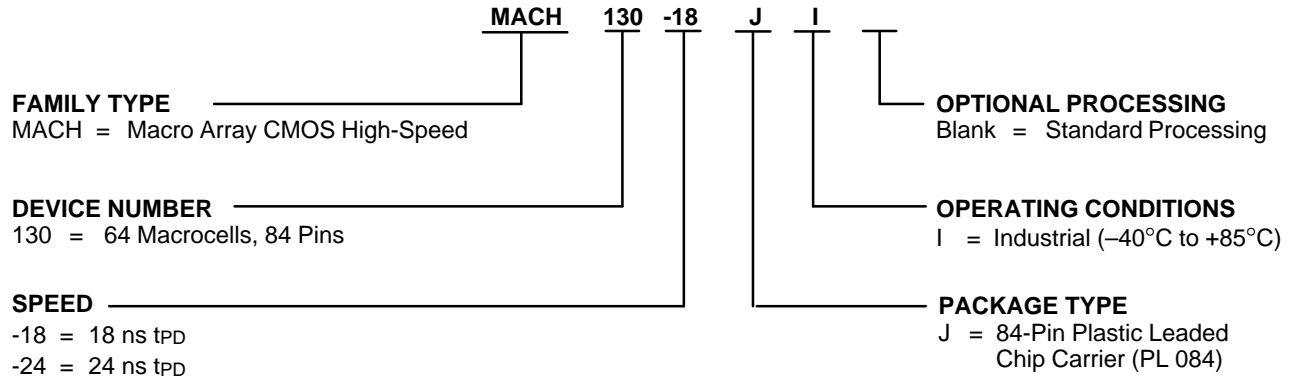 MACH 130 -18 J I
FAMILY TYPE
MACH = Macro Array CMOS High-Speed
DEVICE NUMBER
130 = 64 Macrocells, 84 Pins
SPEED
-18 = 18 ns tPD
-24 = 24 ns tPD
OPTIONAL PROCESSING
Blank = Standard Processing
OPERATING CONDITIONS
I = Industrial (–40°C to +85°C)
PACKAGE TYPE
J = 84-Pin Plastic Leaded
Chip Carrier (PL 084)